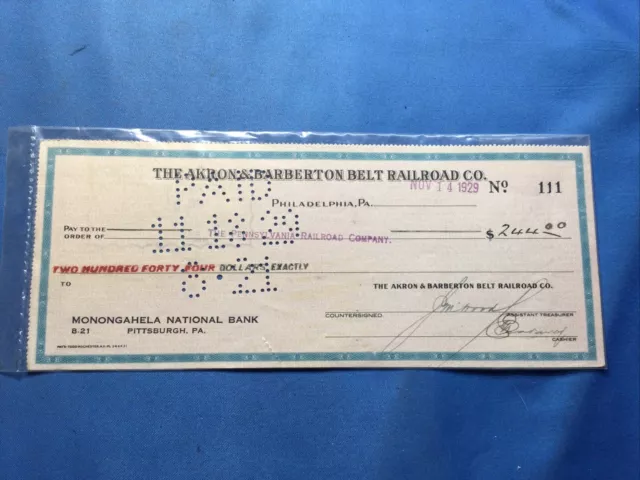 THE AKRON & BARBERTON BELT RAILROAD CO.
PAID
PHILADELPHIA, PA. NOV 14 1929 No 111
PAY TO THE
ORDER OF THE PENNSYLVANIA RAILROAD COMPANY. $244.00
TWO HUNDRED FORTY FOUR DOLLARS EXACTLY
8-21
TO THE AKRON & BARBERTON BELT RAILROAD CO.
MONONGAHELA NATIONAL BANK
8-21 PITTSBURGH, PA.
COUNTERSIGNED ASSISTANT TREASURER
CASHIER